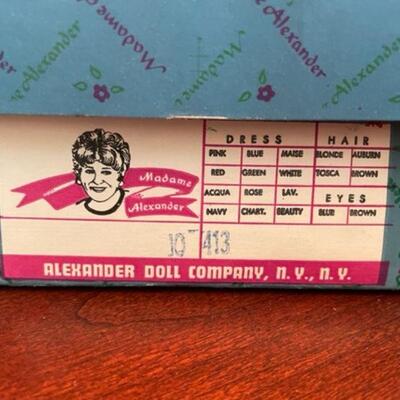 Madame
Alexander
Madame
Alexander
DRESS HAIR
PINK BLUE MAISE BLONDE AUBURN
RED GREEN WHITE TOSCA BROWN
ACQUA ROSE LAV. EYES
NAVY CHART. BEAUTY BLUE BROWN
Madame
Alexander
10 413
ALEXANDER DOLL COMPANY, N.Y., N.Y.